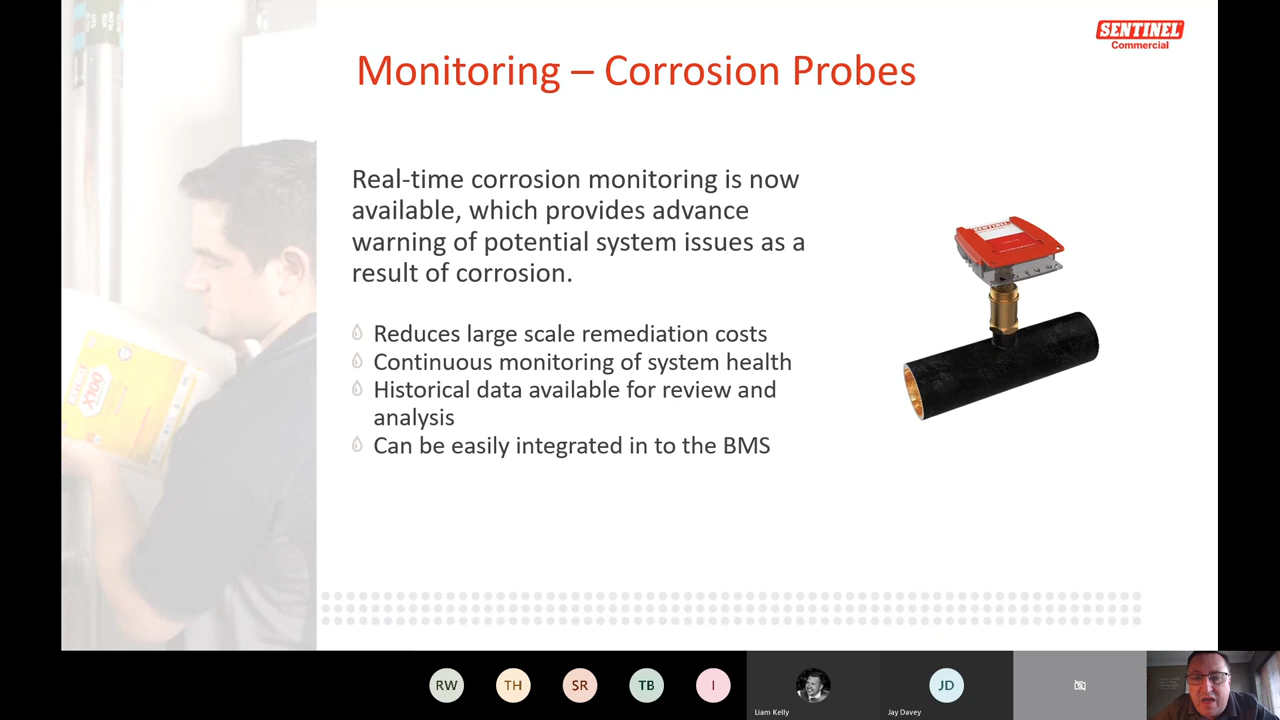 SENTINEL
Commercial
Monitoring – Corrosion Probes
Real-time corrosion monitoring is now
available, which provides advance
warning of potential system issues as a
result of corrosion.
Reduces large scale remediation costs
Continuous monitoring of system health
Historical data available for review and
analysis
Can be easily integrated in to the BMS
X100
SENTINEL
RW
TH
SR
TB
I
JD
Liam Kelly
Jay Davey